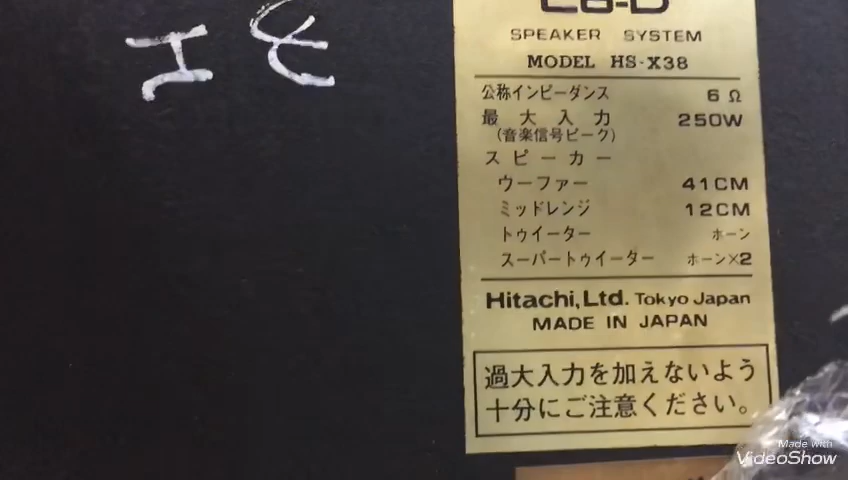 Lo-D
SPEAKER SYSTEM
MODEL HS-X38
公称インピーダンス 6 Ω
最大入力 250W
(音楽信号ピーク)
スピーカー
ウーファー 41CM
ミッドレンジ 12CM
トゥイーター ホーン
スーパートゥイーター ホーン×2
Hitachi,Ltd. Tokyo Japan
MADE IN JAPAN
過大入力を加えないよう
十分にご注意ください。
Made with
VideoShow